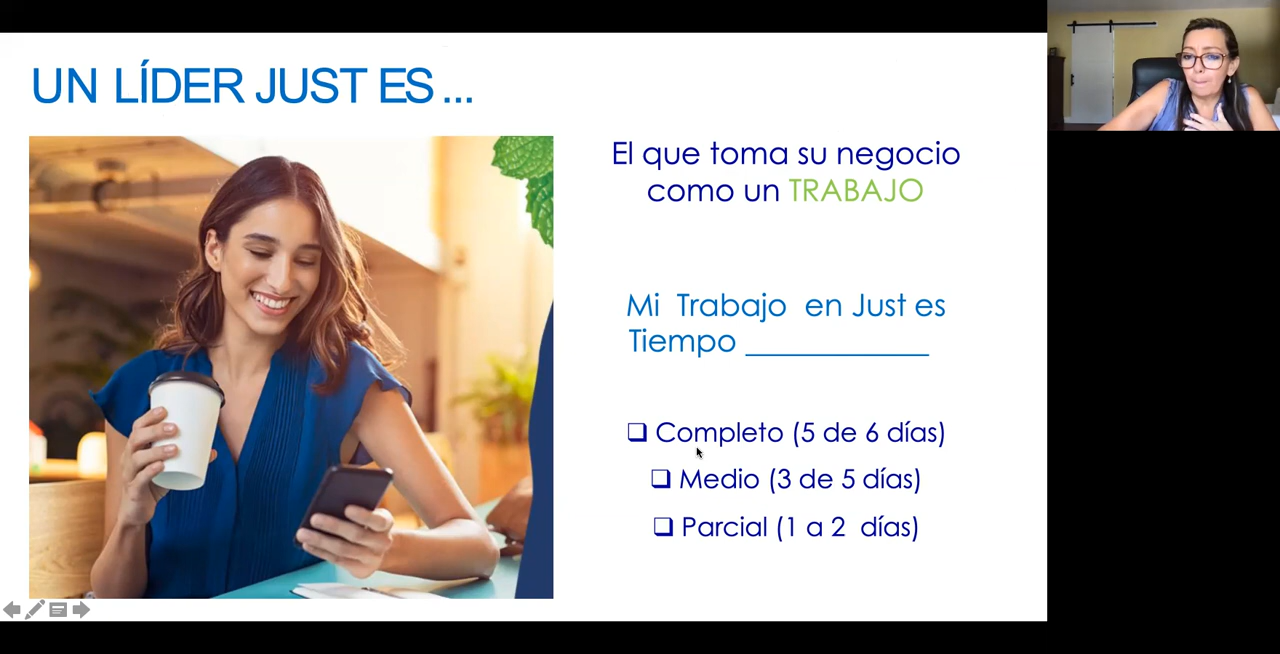 UN LÍDER JUST ES ...
El que toma su negocio
como un TRABAJO
Mi Trabajo en Just es
Tiempo ____________
❑ Completo (5 de 6 días)
❑ Medio (3 de 5 días)
❑ Parcial (1 a 2 días)